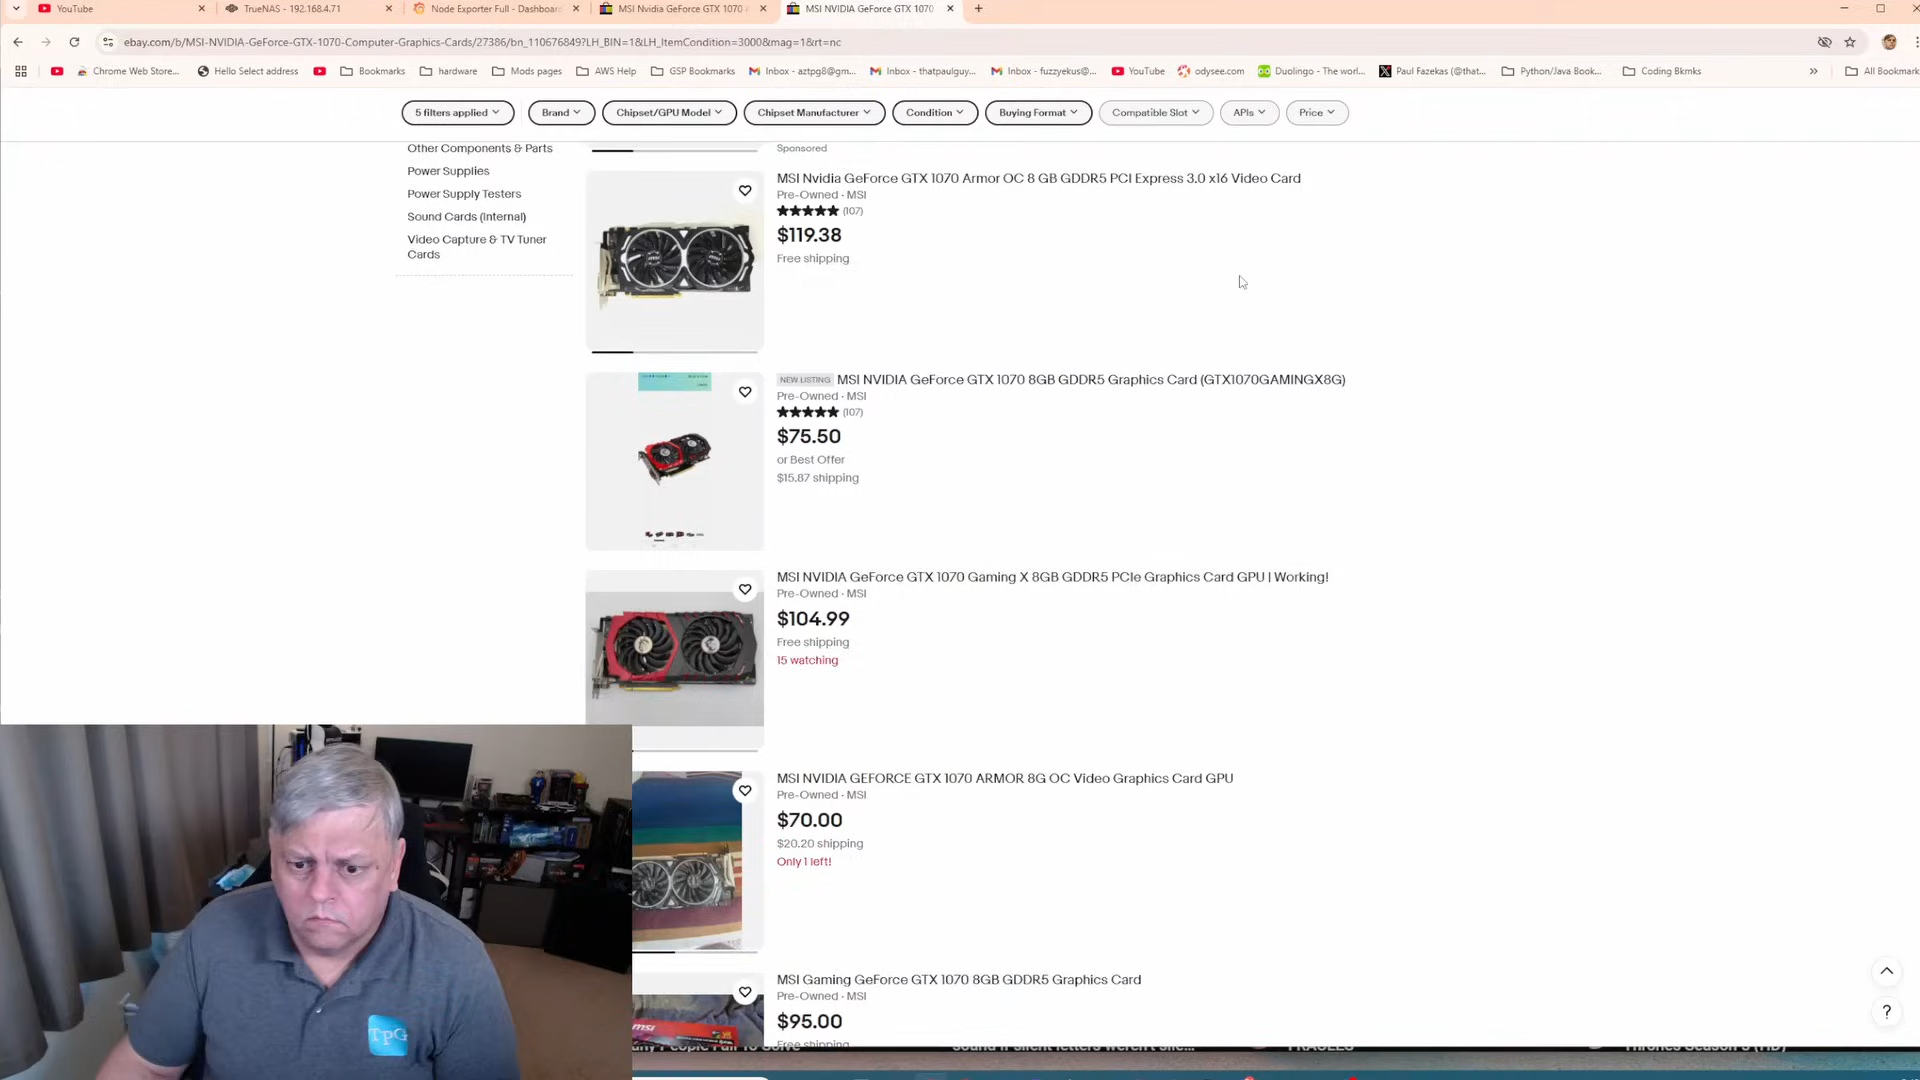 YouTube
TrueNAS - 192.168.4.71
Node Exporter Full - Dashboard
MSI Nvidia GeForce GTX 1070
MSI NVIDIA GeForce GTX 1070
ebay.com/b/MSI-NVIDIA-GeForce-GTX-1070-Computer-Graphics-Cards/27386/bn_110676849?LH_BIN=1&LH_ItemCondition=3000&mag=1&rt=nc
Chrome Web Store...
Hello Select address
Bookmarks
hardware
Mods pages
AWS Help
GSP Bookmarks
Inbox - aztpg8@gm...
Inbox - thatpaulguy...
Inbox - fuzzyekus@...
YouTube
odysee.com
Duolingo - The worl...
Paul Fazekas (@that...
Python/Java Book...
Coding Bkmks
All Bookmarks
5 filters applied
Brand
Chipset/GPU Model
Chipset Manufacturer
Condition
Buying Format
Compatible Slot
APIs
Price
Other Components & Parts
Power Supplies
Power Supply Testers
Sound Cards (Internal)
Video Capture & TV Tuner
Cards
Sponsored
MSI Nvidia GeForce GTX 1070 Armor OC 8 GB GDDR5 PCI Express 3.0 x16 Video Card
Pre-Owned · MSI
(107)
$119.38
Free shipping
NEW LISTING MSI NVIDIA GeForce GTX 1070 8GB GDDR5 Graphics Card (GTX1070GAMINGX8G)
Pre-Owned · MSI
(107)
$75.50
or Best Offer
$15.87 shipping
MSI NVIDIA GeForce GTX 1070 Gaming X 8GB GDDR5 PCIe Graphics Card GPU | Working!
Pre-Owned · MSI
$104.99
Free shipping
15 watching
MSI NVIDIA GEFORCE GTX 1070 ARMOR 8G OC Video Graphics Card GPU
Pre-Owned · MSI
$70.00
$20.20 shipping
Only 1 left!
MSI Gaming GeForce GTX 1070 8GB GDDR5 Graphics Card
Pre-Owned · MSI
$95.00
Free shipping
msi
TPG
?